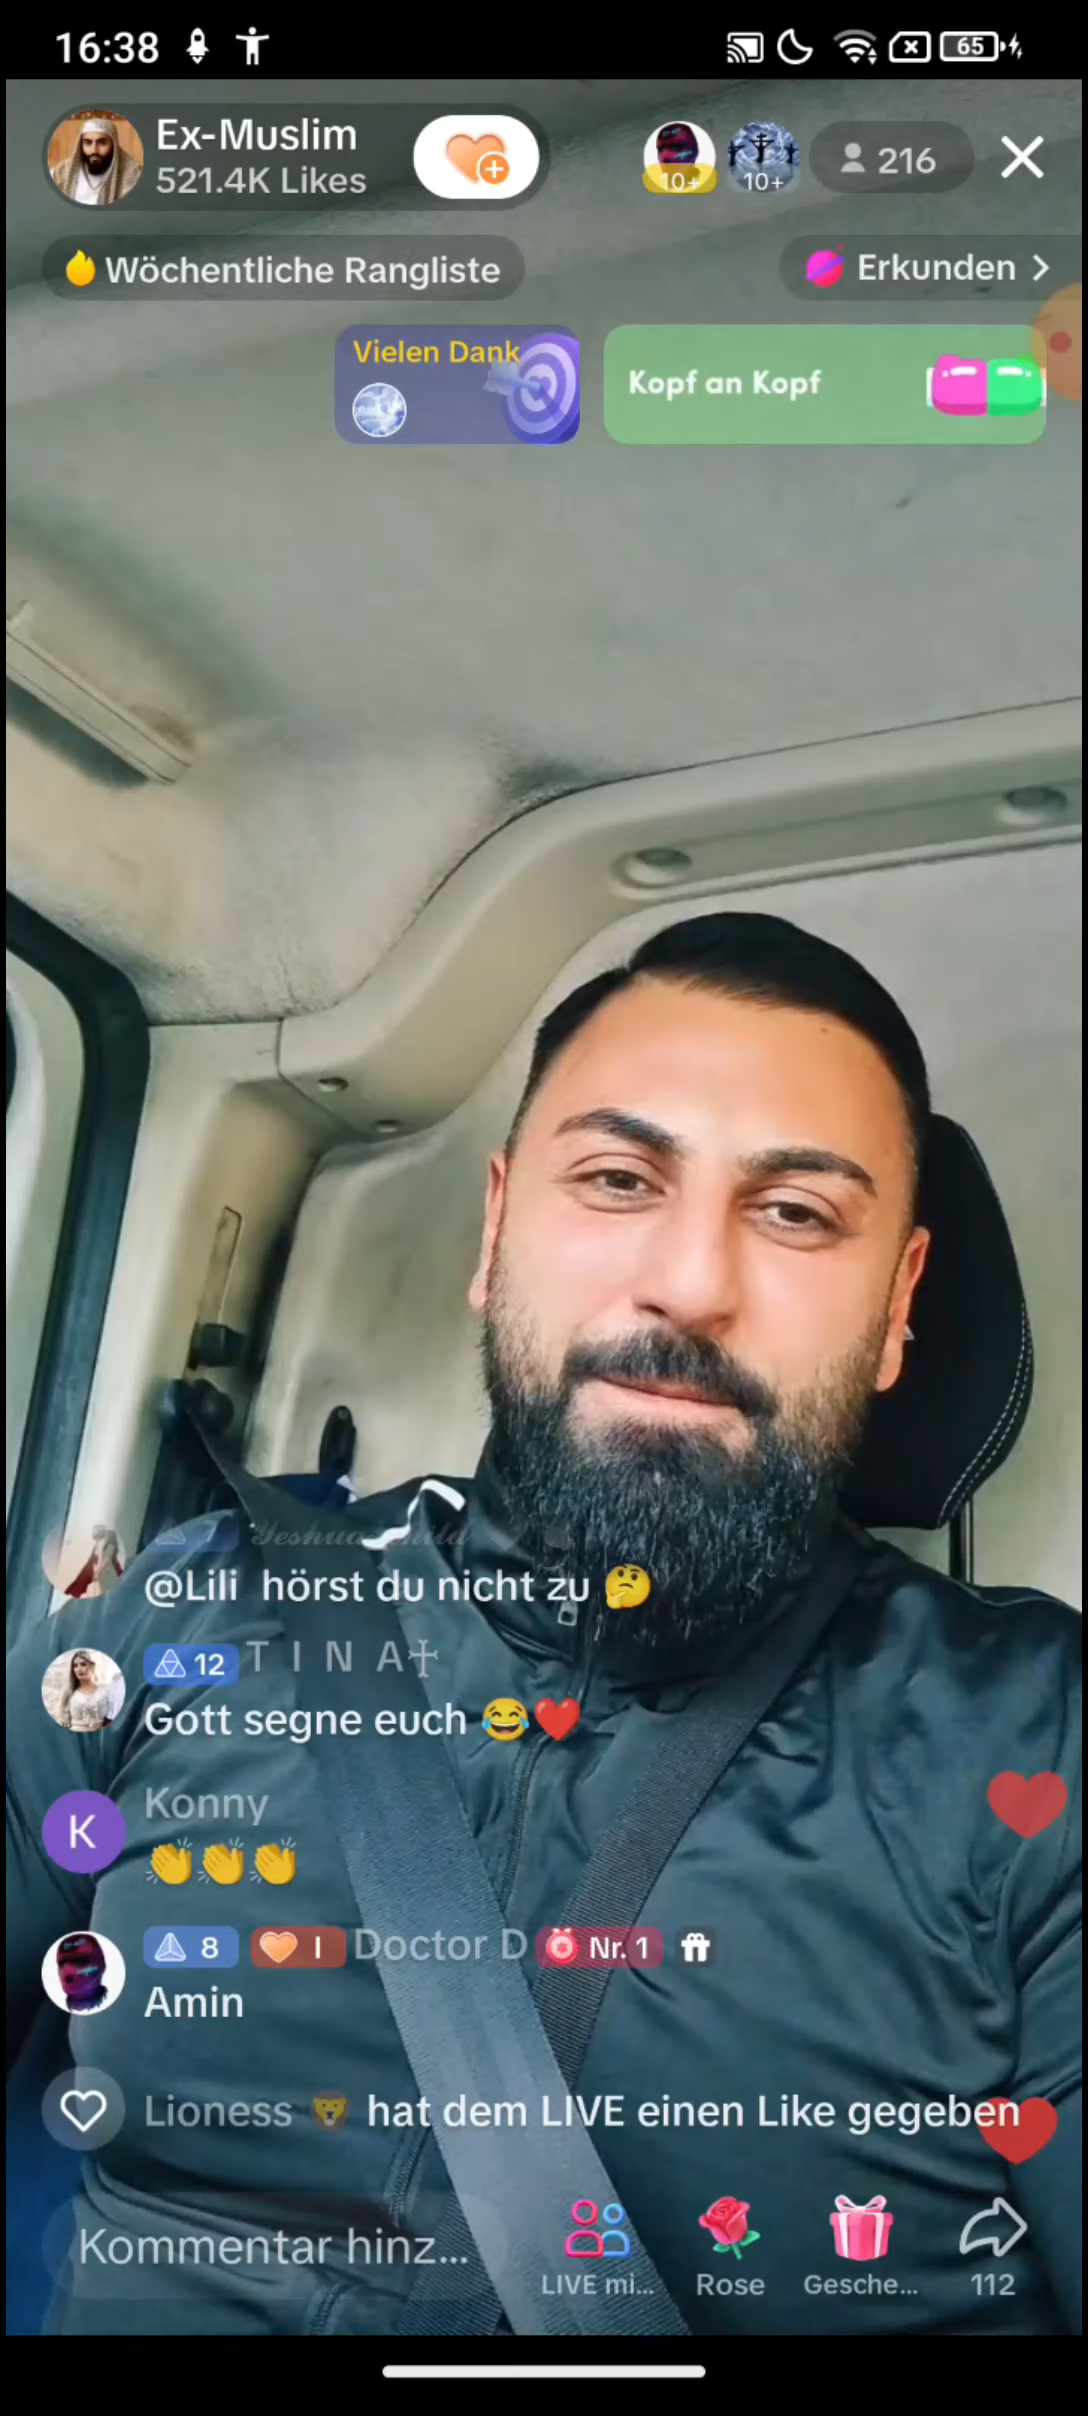 16:38
65
Ex-Muslim
521.4K Likes
10+
10+
216
Wöchentliche Rangliste
Erkunden
Vielen Dank
Kopf an Kopf
@Lili hörst du nicht zu 🤔
12 T I N A
Gott segne euch 😂❤️
K
Konny
👏👏👏
8 I Doctor D Nr. 1
Amin
Lioness 🦁 hat dem LIVE einen Like gegeben
Kommentar hinz...
LIVE mi...
Rose
Gesche...
112